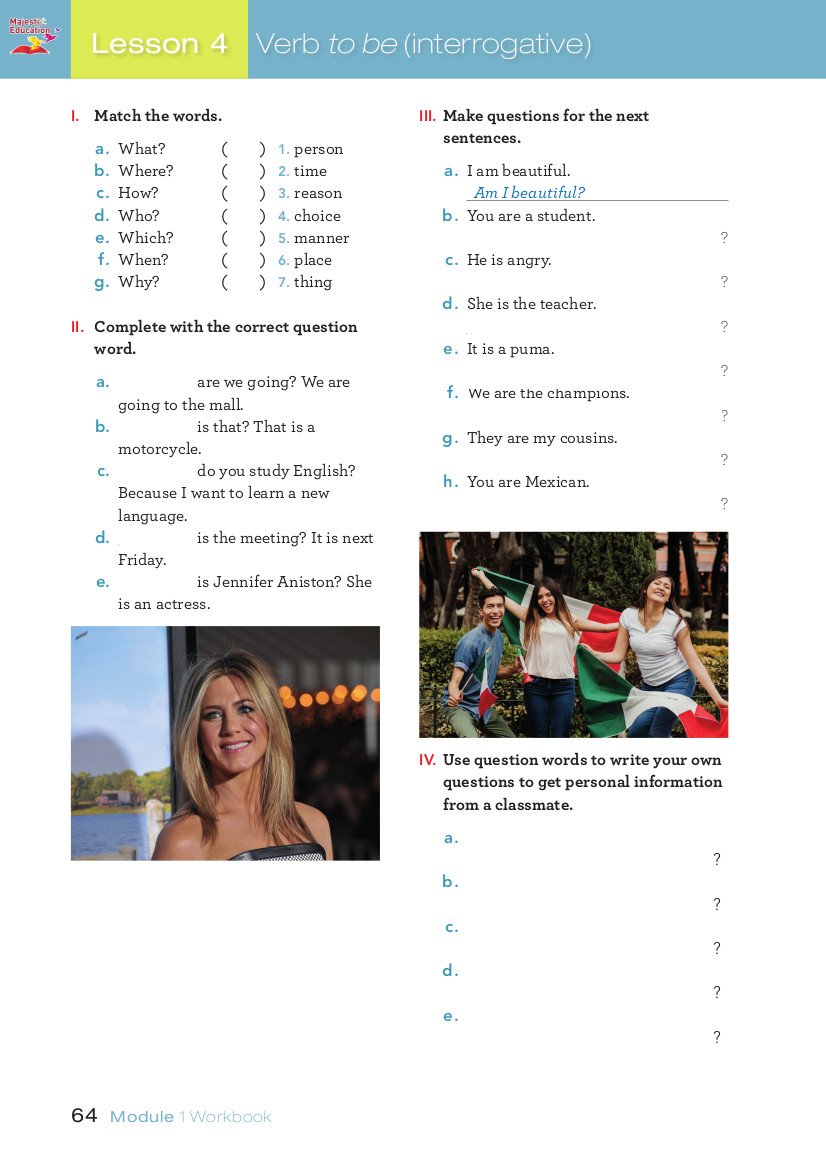 Majestic
Education
Lesson 4 Verb to be (interrogative)
I. Match the words.
a. What? ( ) 1. person
b. Where? ( ) 2. time
c. How? ( ) 3. reason
d. Who? ( ) 4. choice
e. Which? ( ) 5. manner
f. When? ( ) 6. place
g. Why? ( ) 7. thing
II. Complete with the correct question
word.
a. are we going? We are
going to the mall.
b. is that? That is a
motorcycle.
c. do you study English?
Because I want to learn a new
language.
d. is the meeting? It is next
Friday.
e. is Jennifer Aniston? She
is an actress.
III. Make questions for the next
sentences.
a. I am beautiful.
Am I beautiful?
b. You are a student.
?
c. He is angry.
?
d. She is the teacher.
?
e. It is a puma.
?
f. We are the champions.
?
g. They are my cousins.
?
h. You are Mexican.
?
IV. Use question words to write your own
questions to get personal information
from a classmate.
a.
?
b.
?
c.
?
d.
?
e.
?
64 Module 1 Workbook